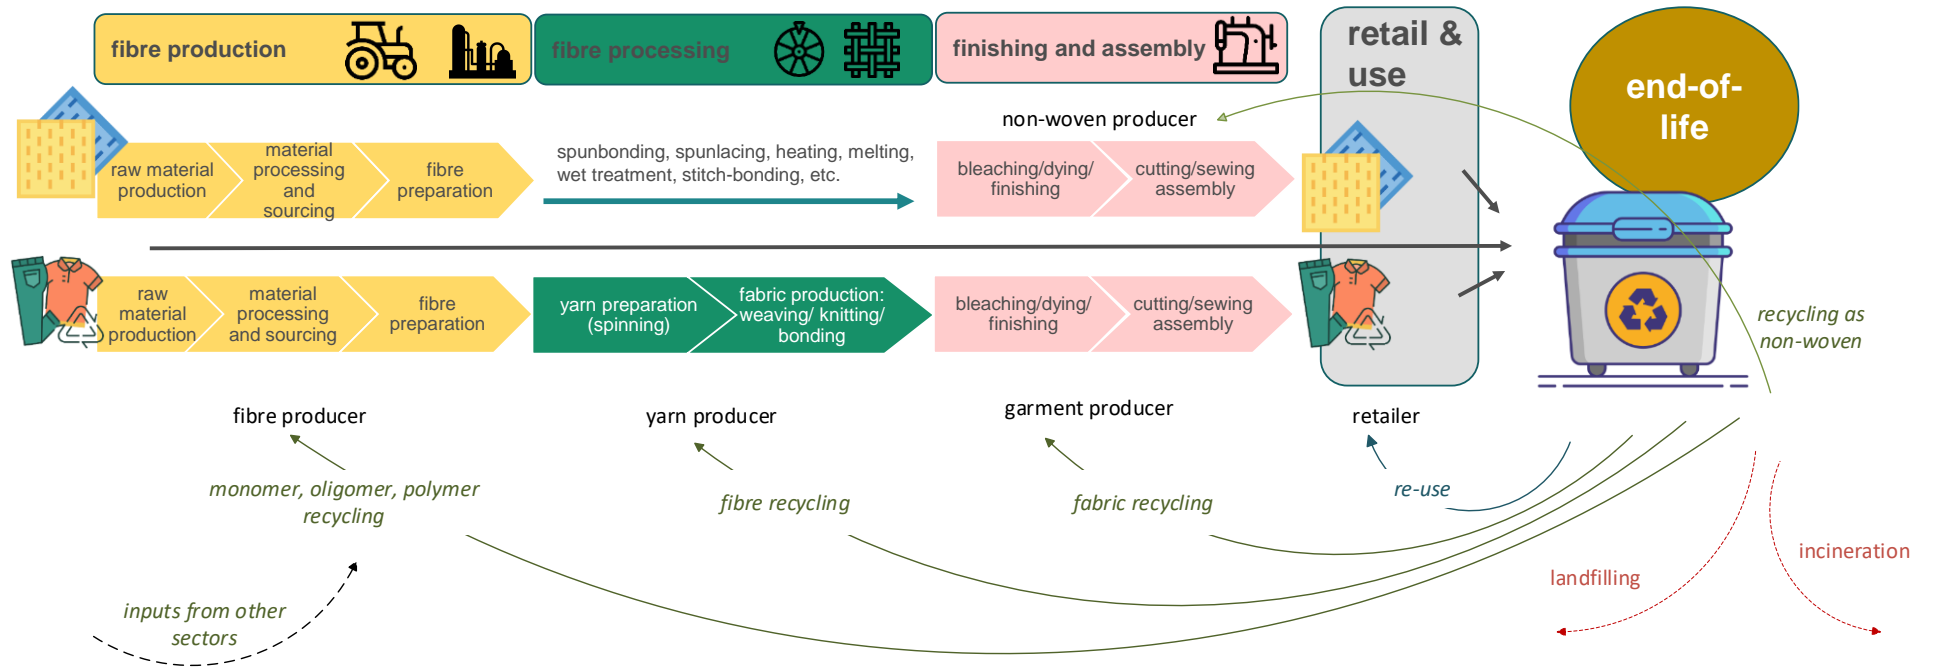 fibre production
fibre processing
finishing and assembly
retail &
use
end-of-
life
non-woven producer
raw material
production
material
processing
and
sourcing
fibre
preparation
spunbonding, spunlacing, heating, melting,
wet treatment, stitch-bonding, etc.
bleaching/dying/
finishing
cutting/sewing
assembly
raw
material
production
material
processing
and sourcing
fibre
preparation
yarn preparation
(spinning)
fabric production:
weaving/ knitting/
bonding
bleaching/dying/
finishing
cutting/sewing
assembly
recycling as
non-woven
fibre producer
yarn producer
garment producer
retailer
monomer, oligomer, polymer
recycling
fibre recycling
fabric recycling
re-use
inputs from other
sectors
landfilling
incineration